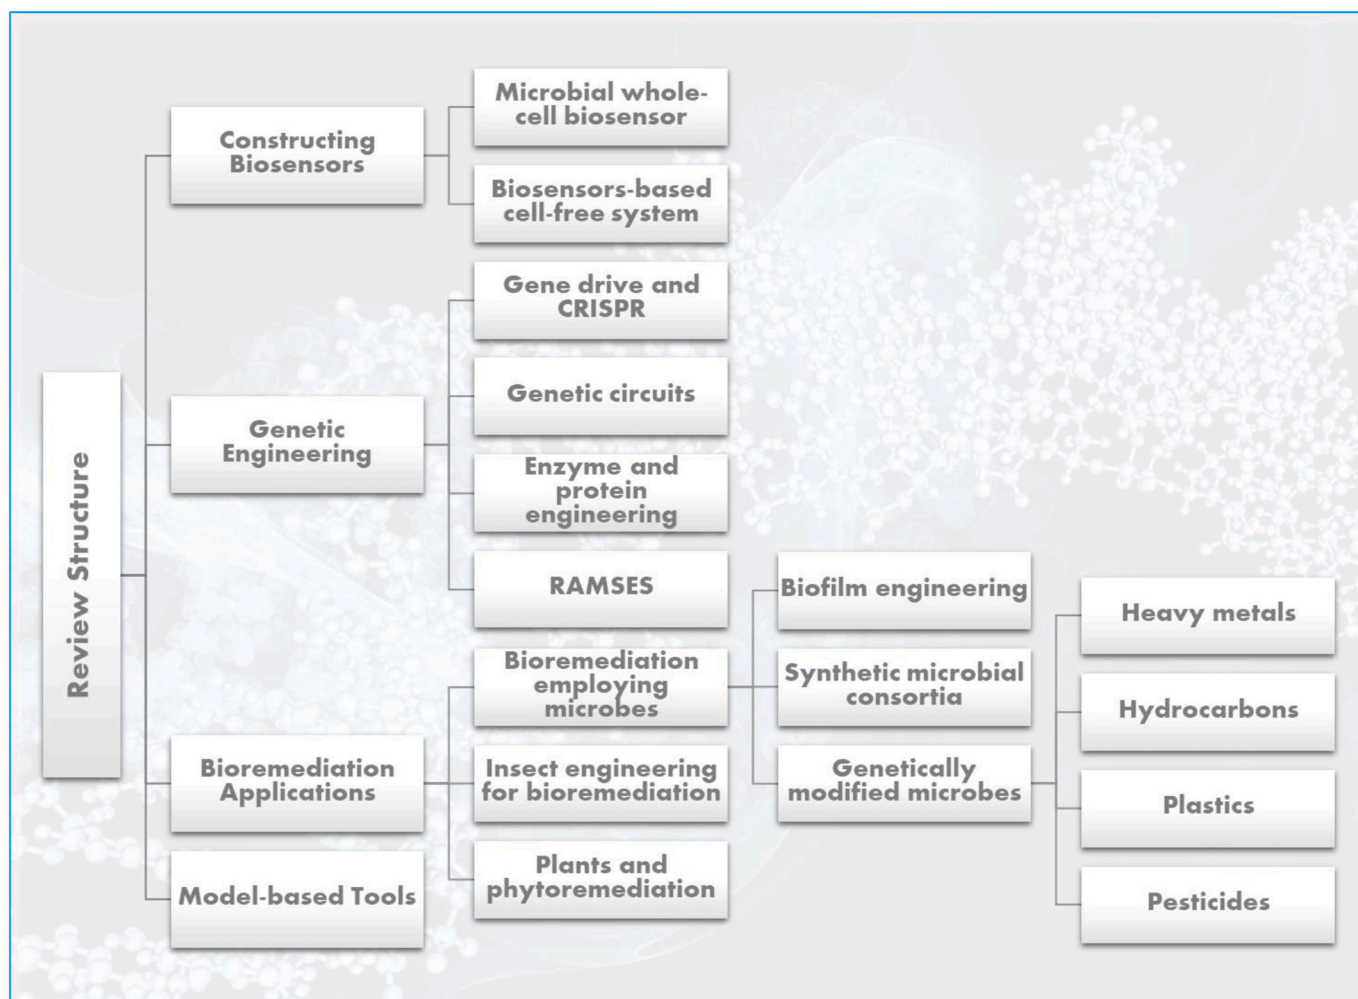 Review Structure
Constructing
Biosensors
Microbial whole-
cell biosensor
Biosensors-based
cell-free system
Genetic
Engineering
Gene drive and
CRISPR
Genetic circuits
Enzyme and
protein
engineering
RAMSES
Bioremediation
Applications
Bioremediation
employing
microbes
Biofilm engineering
Synthetic microbial
consortia
Genetically
modified microbes
Heavy metals
Hydrocarbons
Plastics
Pesticides
Insect engineering
for bioremediation
Plants and
phytoremediation
Model-based Tools